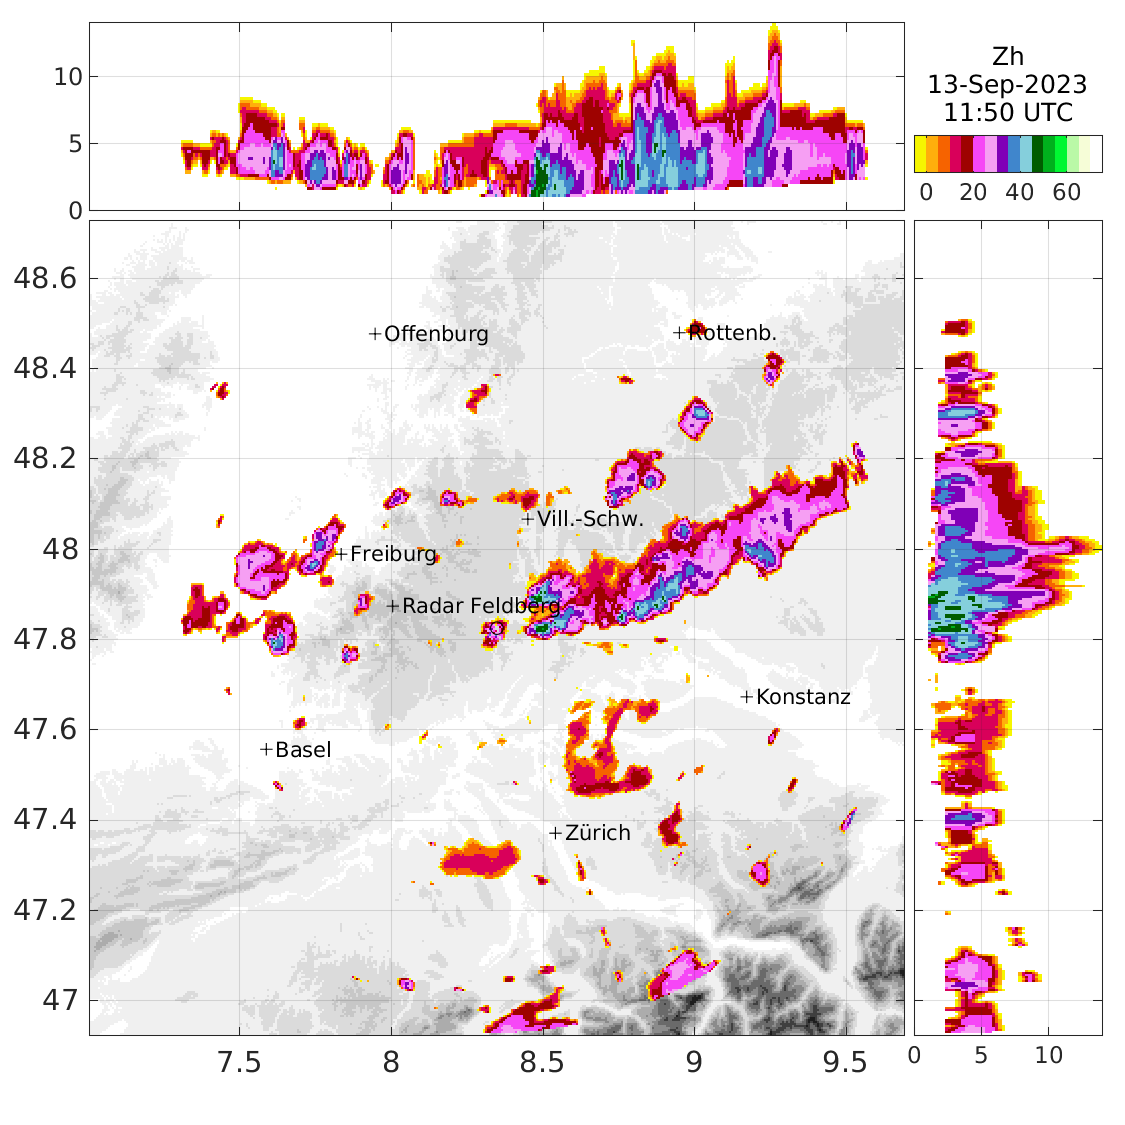 10
5
0
Zh
13-Sep-2023
11:50 UTC
0 20 40 60
48.6
48.4
48.2
48
47.8
47.6
47.4
47.2
47
Offenburg
Rottenb.
Vill.-Schw.
Freiburg
Radar Feldberg
Konstanz
Basel
Zürich
7.5 8 8.5 9 9.5
0 5 10